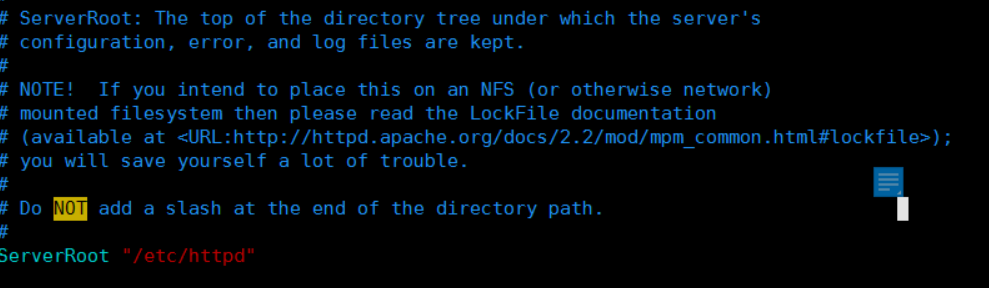 # ServerRoot: The top of the directory tree under which the server's
# configuration, error, and log files are kept.
#
# NOTE!  If you intend to place this on an NFS (or otherwise network)
# mounted filesystem then please read the LockFile documentation
# (available at <URL:http://httpd.apache.org/docs/2.2/mod/mpm_common.html#lockfile>);
# you will save yourself a lot of trouble.
#
# Do NOT add a slash at the end of the directory path.
#
ServerRoot "/etc/httpd"